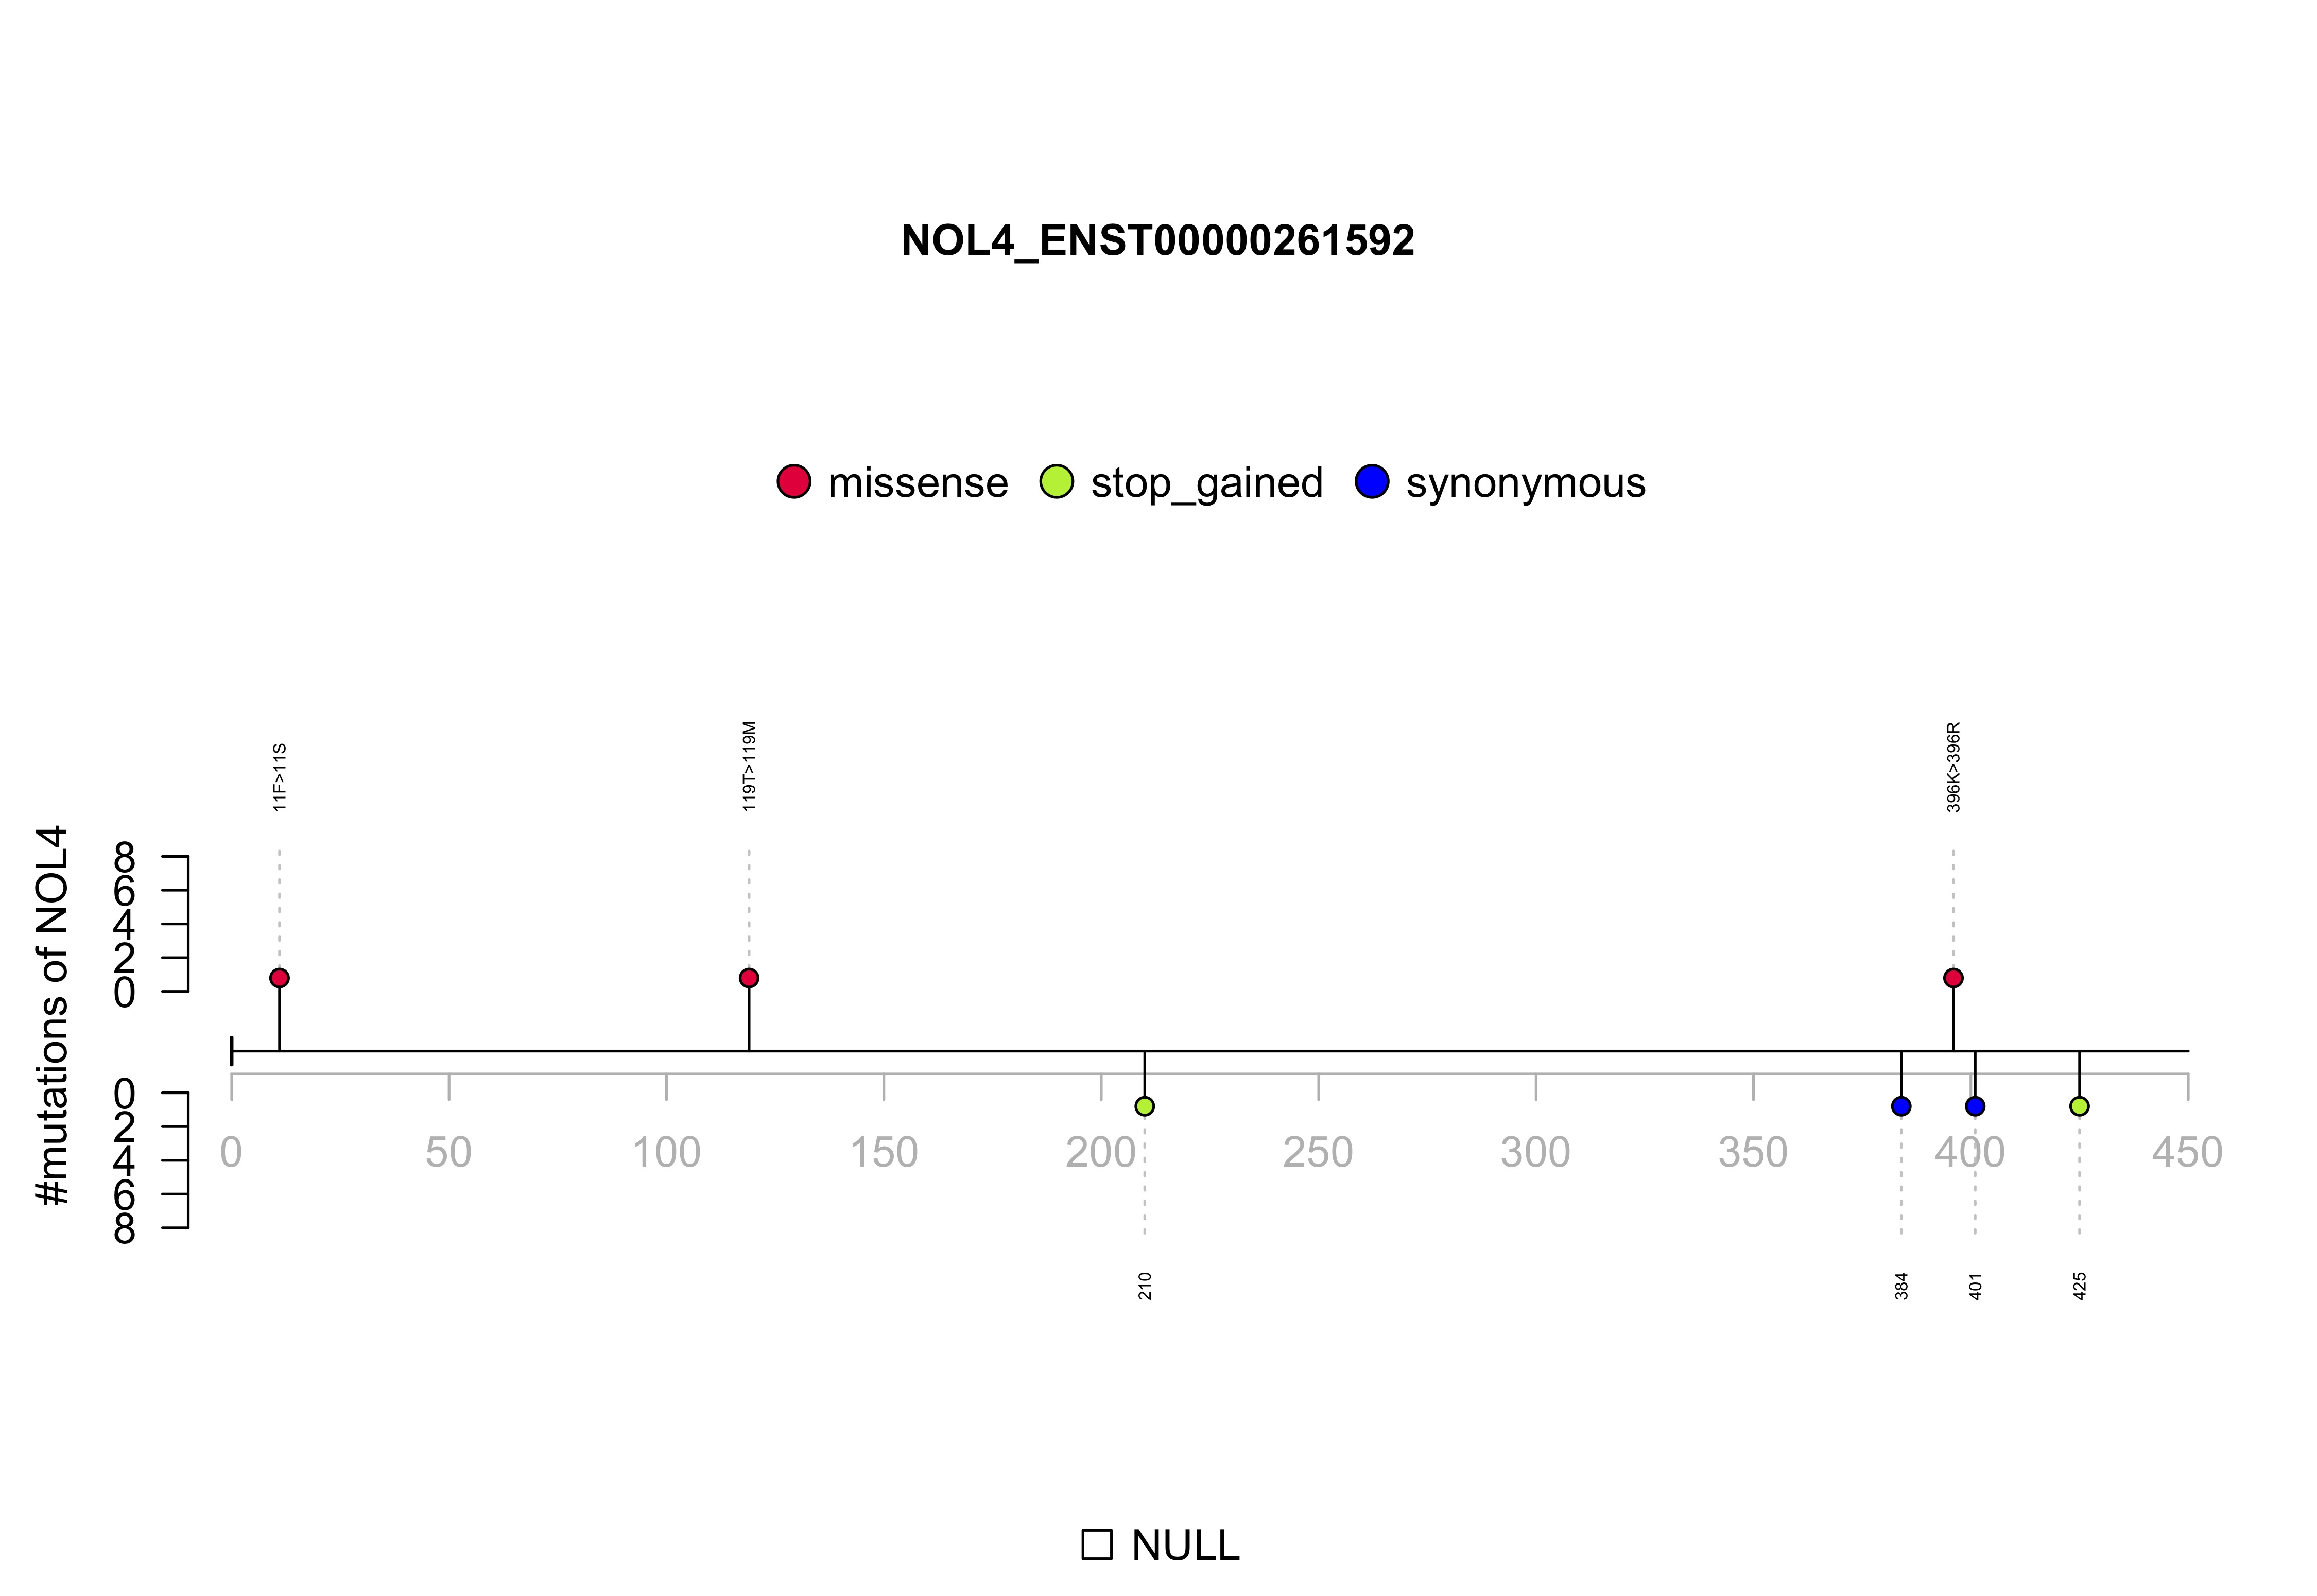 NOL4_ENST00000261592
missense stop_gained synonymous
11F>11S 119T>119M 396K>396R
#mutations of NOL4
8
6
4
2
0
0
2
4
6
8
0 50 100 150 200 250 300 350 400 450
210 384 401 425
NULL